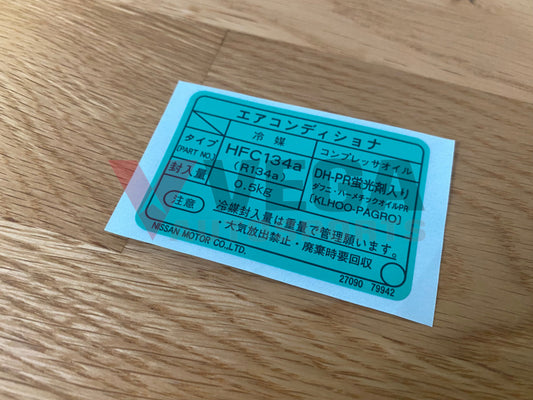 エアコンディショナ
冷媒
コンプレッサオイル
タイプ
(PART NO.)
HFC134a
(R134a)
DH-PR蛍光剤入り
ダフニーハーメチックオイルPR
[KLHOO-PAGRO]
封入量
0.5kg
注意
冷媒封入量は重量で管理願います。
・大気放出禁止・廃棄時要回収
NISSAN MOTOR CO.,LTD.
27090 79942